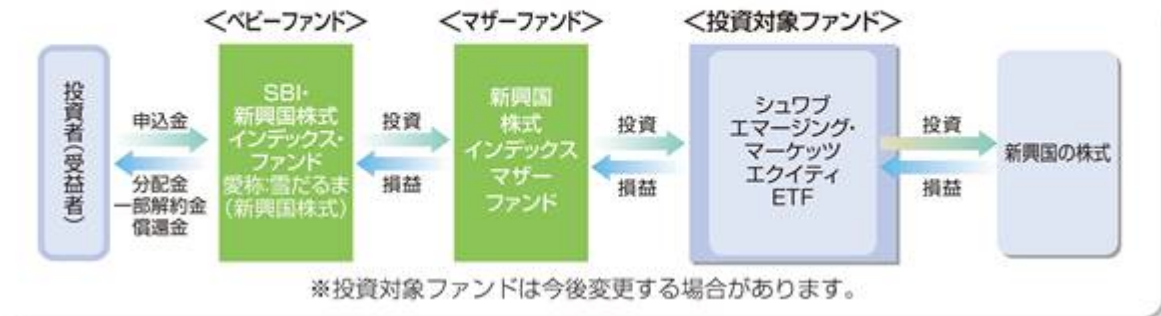 <ベビーファンド>
<マザーファンド>
<投資対象ファンド>
投資者(受益者)
申込金
分配金
一部解約金
償還金
SBI・
新興国株式
インデックス・
ファンド
愛称:雪だるま
(新興国株式)
投資
損益
新興国
株式
インデックス
マザー
ファンド
投資
損益
シュワブ
エマージング・
マーケッツ
エクイティ
ETF
投資
損益
新興国の株式
※投資対象ファンドは今後変更する場合があります。